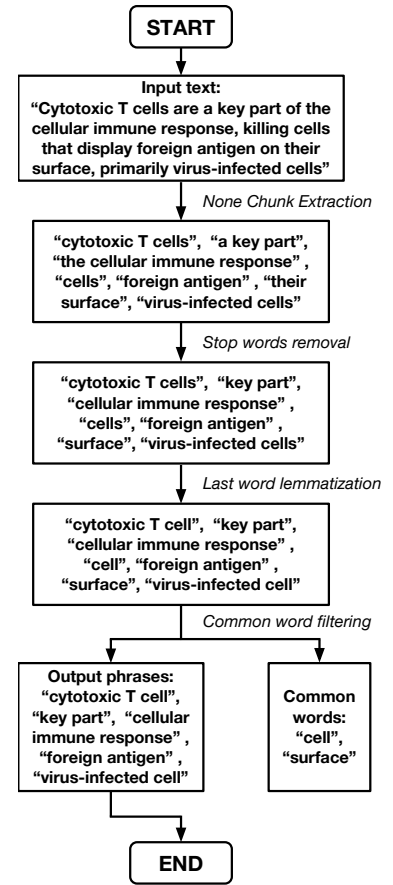 START
Input text:
“Cytotoxic T cells are a key part of the
cellular immune response, killing cells
that display foreign antigen on their
surface, primarily virus-infected cells”
None Chunk Extraction
“cytotoxic T cells”, “a key part”,
“the cellular immune response” ,
“cells”, “foreign antigen” , “their
surface”, “virus-infected cells”
Stop words removal
“cytotoxic T cells”, “key part”,
“cellular immune response” ,
“cells”, “foreign antigen” ,
“surface”, “virus-infected cells”
Last word lemmatization
“cytotoxic T cell”, “key part”,
“cellular immune response” ,
“cell”, “foreign antigen” ,
“surface”, “virus-infected cell”
Common word filtering
Output phrases:
“cytotoxic T cell”,
“key part”, “cellular
immune response” ,
“foreign antigen” ,
“virus-infected cell”
Common
words:
“cell”,
“surface”
END